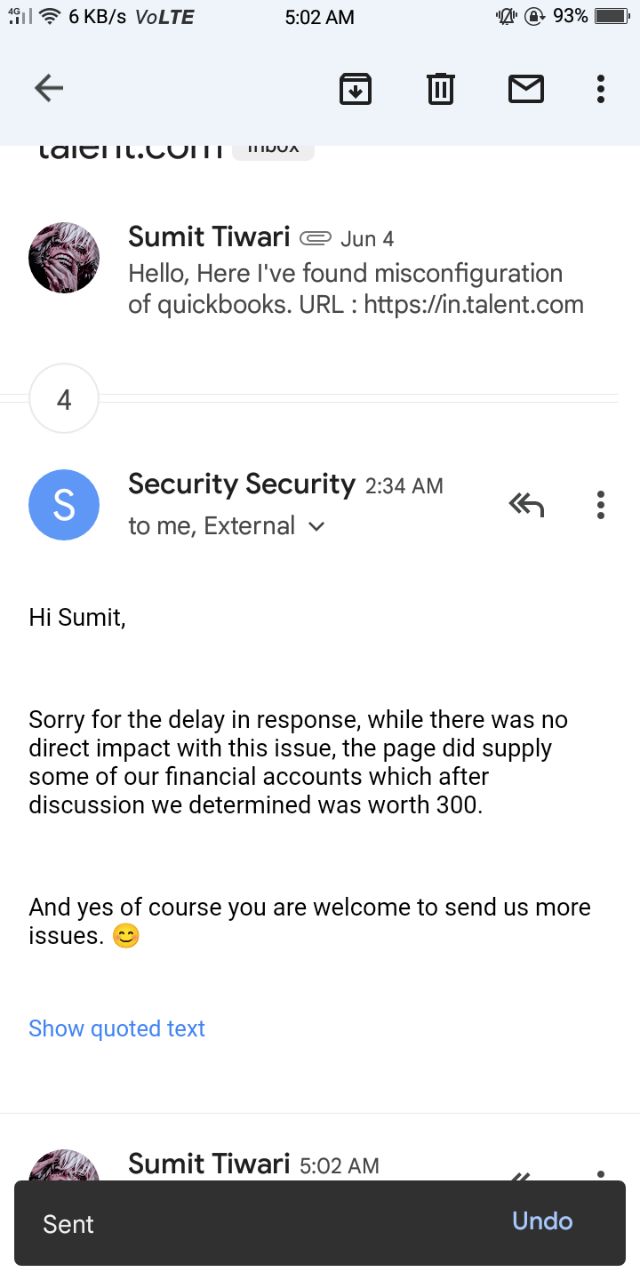 4G 6 KB/s VoLTE 5:02 AM 93%
talent.com Inbox
Sumit Tiwari Jun 4
Hello, Here I've found misconfiguration
of quickbooks. URL : https://in.talent.com
4
S
Security Security 2:34 AM
to me, External
Hi Sumit,
Sorry for the delay in response, while there was no
direct impact with this issue, the page did supply
some of our financial accounts which after
discussion we determined was worth 300.
And yes of course you are welcome to send us more
issues. 😊
Show quoted text
Sumit Tiwari 5:02 AM
Sent Undo